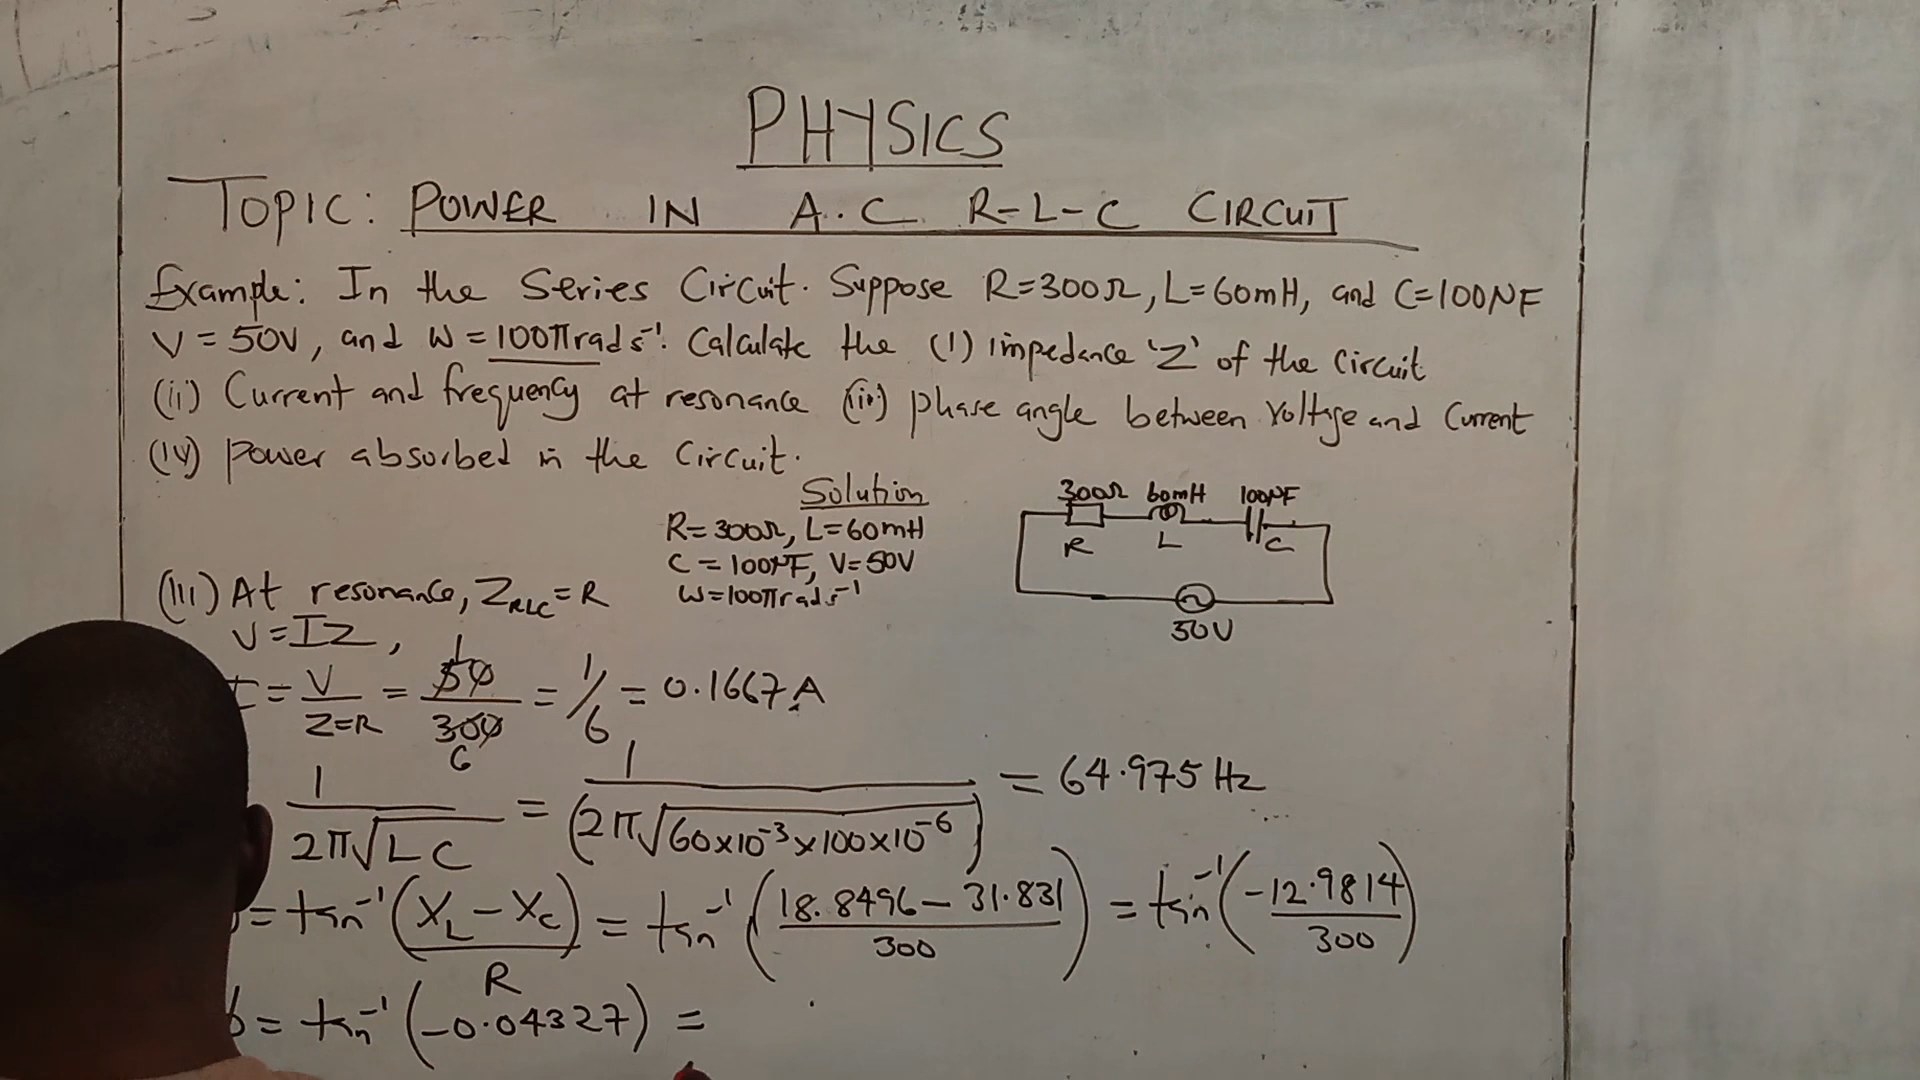 PHYSICS
TOPIC: POWER IN A.C. R-L-C CIRCUIT
Example: In the Series Circuit. Suppose R=300Ω, L=60mH, and C=100μF
V=50V, and W=100πrads⁻¹. Calculate the (i) impedance 'Z' of the circuit
(ii) Current and frequency at resonance (iii) phase angle between Voltage and Current
(iv) power absorbed in the circuit.
Solution
R=300Ω, L=60mH
C=100μF, V=50V
W=100πrads⁻¹
300Ω 60mH 100μF
R L C
50V
(iii) At resonance, Z_RLC=R
V=IZ,
= V/Z=R = 50/300 = 1/6 = 0.1667A
1
6
1/2π√LC = 1/(2π√60×10⁻³×100×10⁻⁶) = 64.975Hz
= tan⁻¹(X_L-X_C/R) = tan⁻¹(18.8496-31.831/300) = tan⁻¹(-12.9814/300)
= tan⁻¹(-0.04327) =